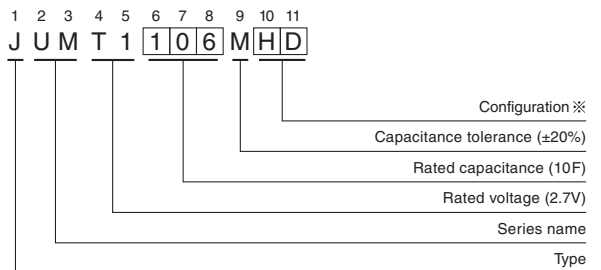 1 2 3 4 5 6 7 8 9 10 11
J U M T 1 1 0 6 M H D
Configuration ※
Capacitance tolerance (±20%)
Rated capacitance (10F)
Rated voltage (2.7V)
Series name
Type